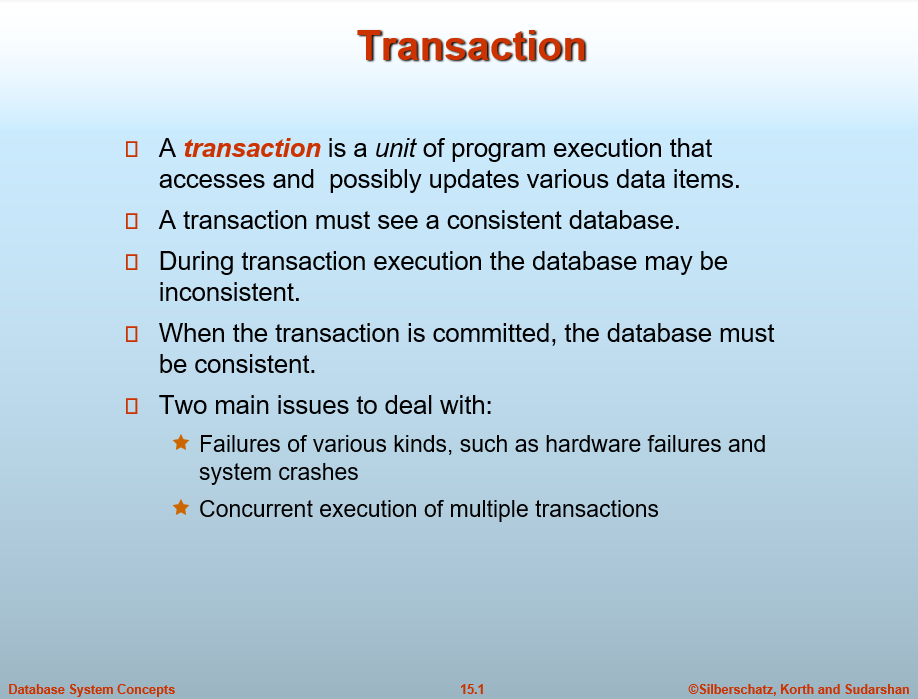 Transaction
A transaction is a unit of program execution that
accesses and possibly updates various data items.
A transaction must see a consistent database.
During transaction execution the database may be
inconsistent.
When the transaction is committed, the database must
be consistent.
Two main issues to deal with:
Failures of various kinds, such as hardware failures and
system crashes
Concurrent execution of multiple transactions
Database System Concepts
15.1
©Silberschatz, Korth and Sudarshan